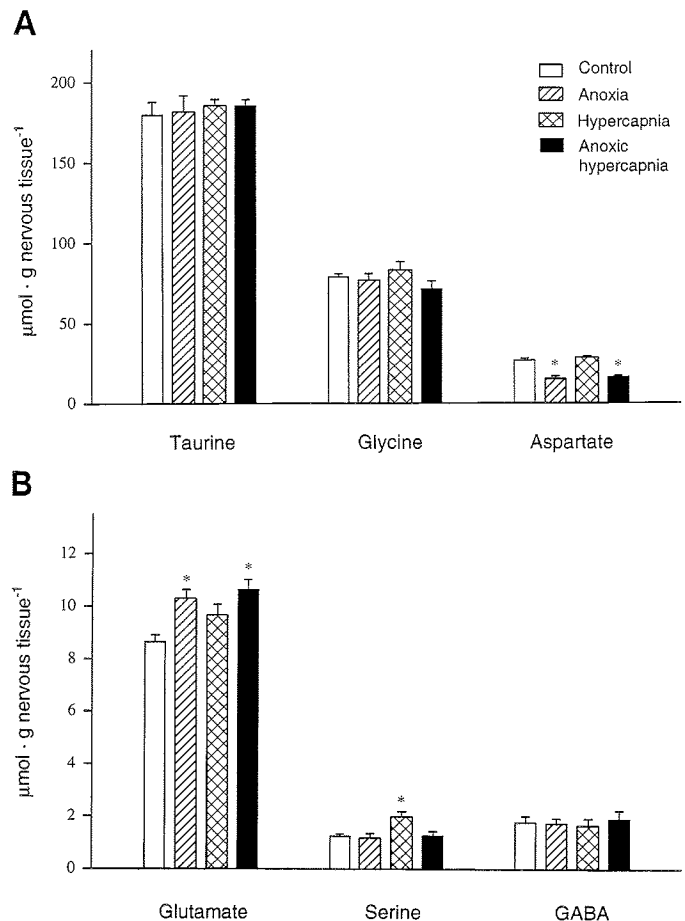 A
Control
Anoxia
Hypercapnia
Anoxic
hypercapnia
μmol · g nervous tissue⁻¹
200
150
100
50
0
*
*
Taurine
Glycine
Aspartate
B
μmol · g nervous tissue⁻¹
12
10
8
6
4
2
0
*
*
*
Glutamate
Serine
GABA